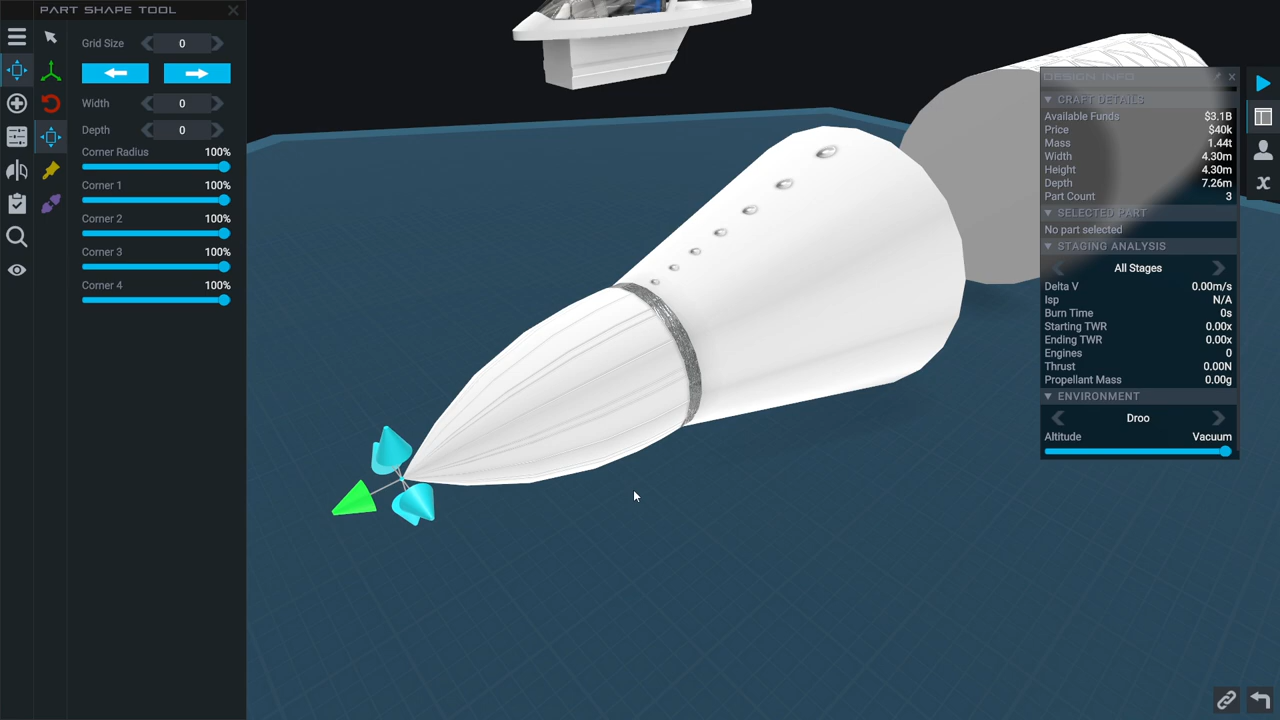 PART SHAPE TOOL
Grid Size 0
Width 0
Depth 0
Corner Radius 100%
Corner 1 100%
Corner 2 100%
Corner 3 100%
Corner 4 100%
DESIGN INFO
CRAFT DETAILS
Available Funds $3.1B
Price $40k
Mass 1.44t
Width 4.30m
Height 4.30m
Depth 7.26m
Part Count 3
SELECTED PART
No part selected
STAGING ANALYSIS
All Stages
Delta V 0.00m/s
Isp N/A
Burn Time 0s
Starting TWR 0.00x
Ending TWR 0.00x
Engines 0
Thrust 0.00N
Propellant Mass 0.00g
ENVIRONMENT
Droo
Altitude Vacuum